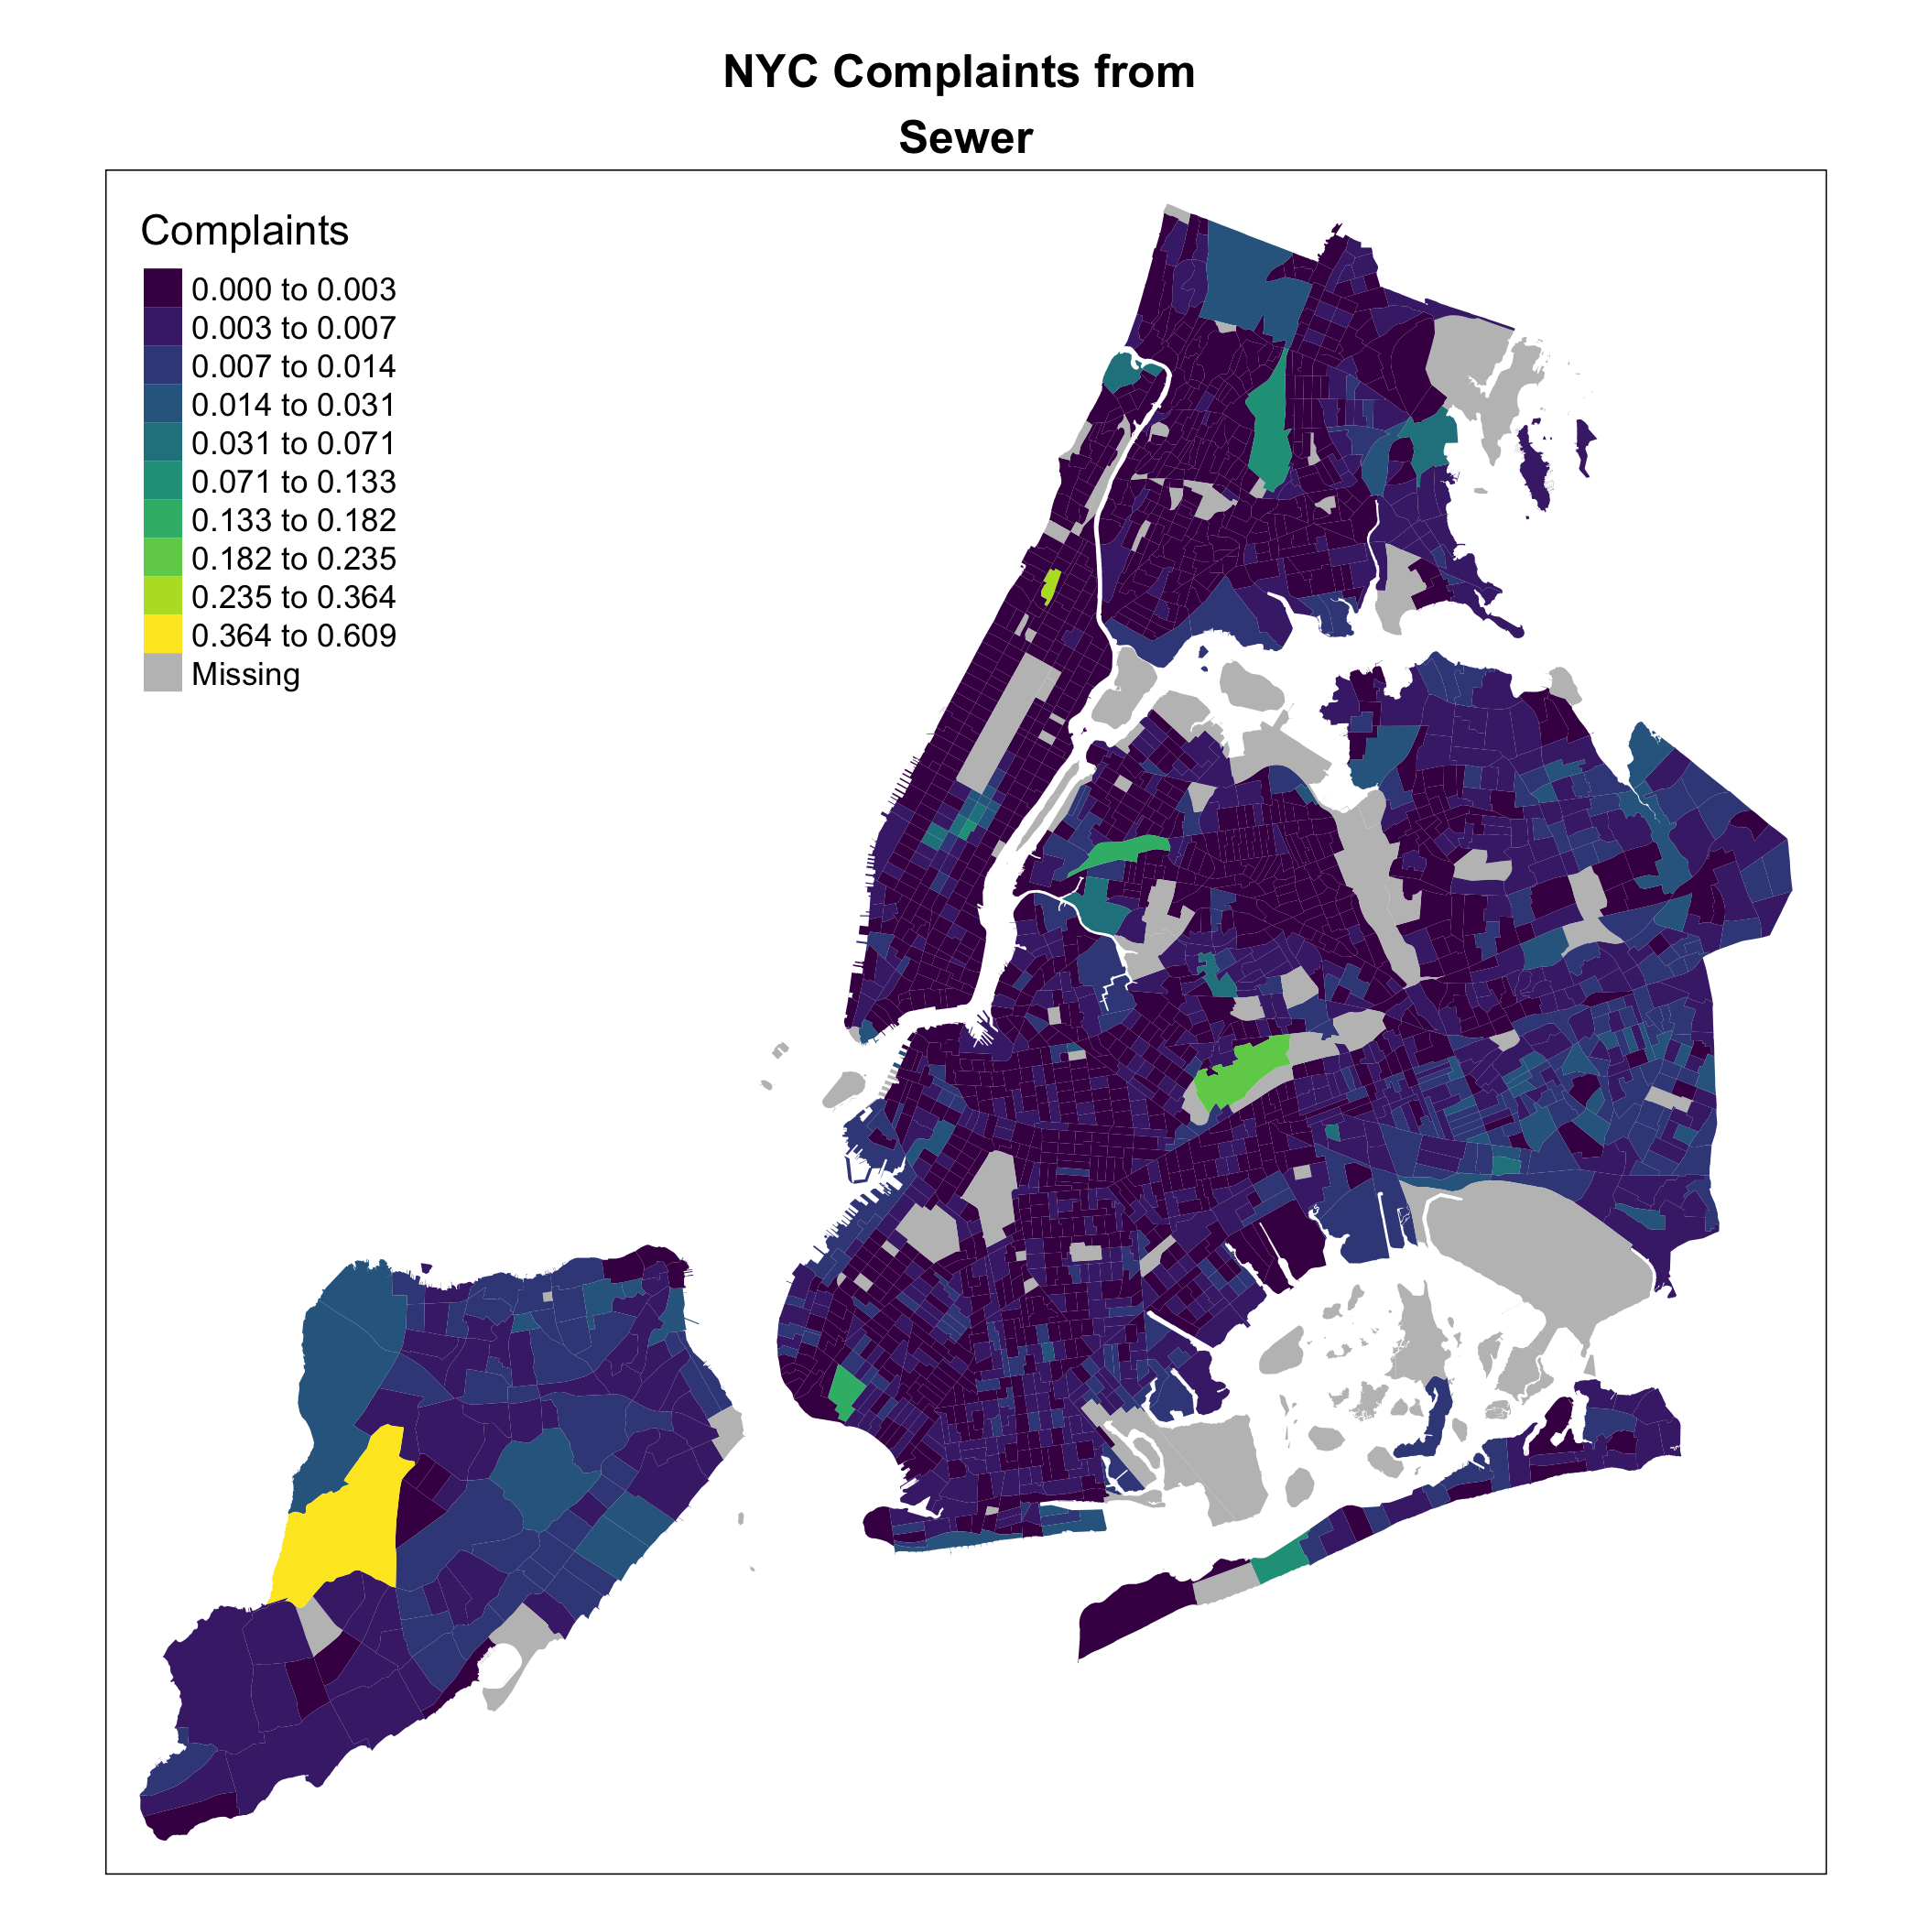 NYC Complaints from
Sewer
Complaints
0.000 to 0.003
0.003 to 0.007
0.007 to 0.014
0.014 to 0.031
0.031 to 0.071
0.071 to 0.133
0.133 to 0.182
0.182 to 0.235
0.235 to 0.364
0.364 to 0.609
Missing